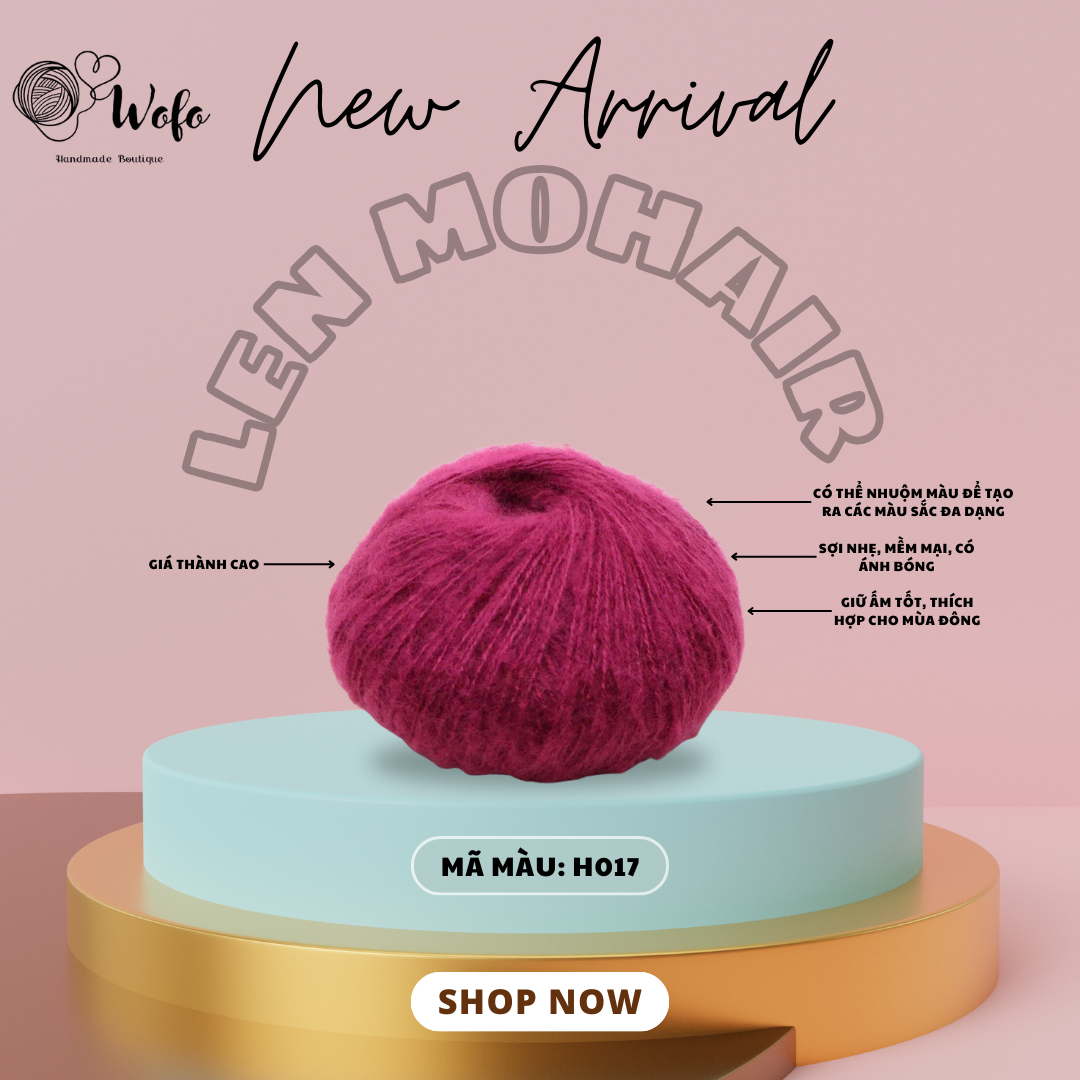 Wofo
Handmade Boutique
New Arrival
LEN MOHAIR
CÓ THỂ NHUỘM MÀU ĐỂ TẠO
RA CÁC MÀU SẮC ĐA DẠNG
SỢI NHẸ, MỀM MẠI, CÓ
ÁNH BÓNG
GIÁ THÀNH CAO
GIỮ ẤM TỐT, THÍCH
HỢP CHO MÙA ĐÔNG
MÃ MÀU: H017
SHOP NOW